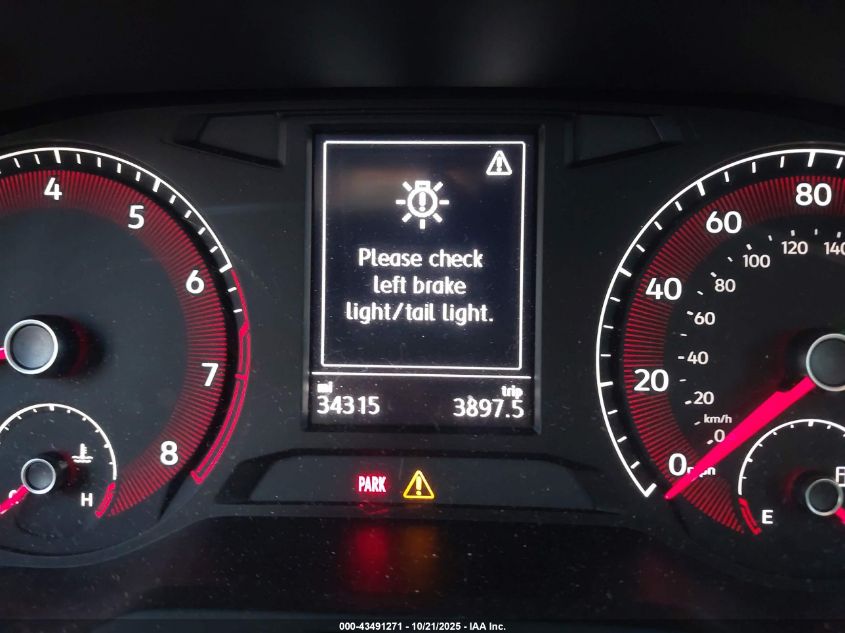 4
5
6
7
8
H
Please check
left brake
light/tail light.
mi
trip
34315
3897.5
PARK
80
60
40
20
0 mph
140
120
100
80
60
40
20
km/h
0
E
000-43491271 - 10/21/2025 - IAA Inc.